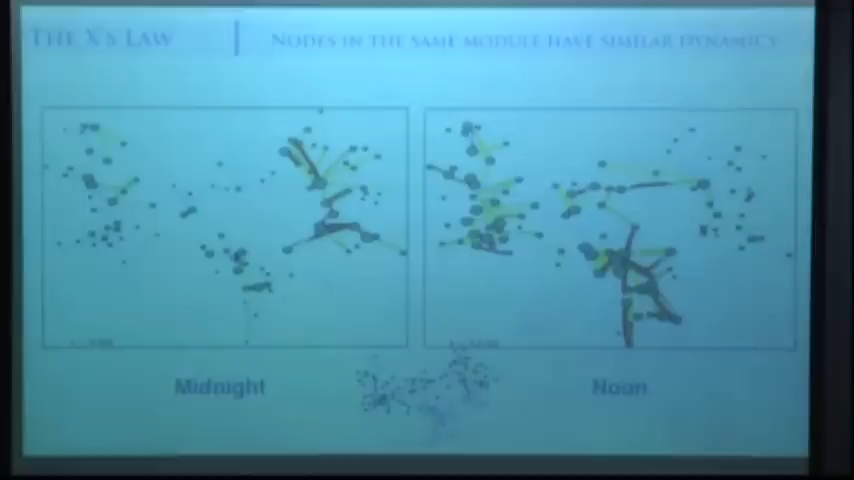 THE X'S LAW
NODES IN THE SAME MODULE HAVE SIMILAR DYNAMICS
Midnight
Noon